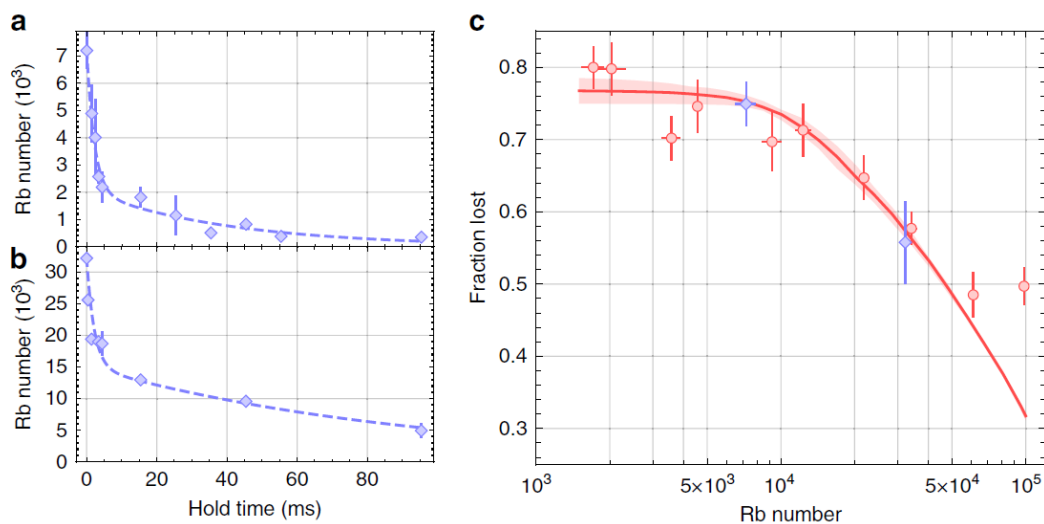 a
Rb number (10³)
7
6
5
4
3
2
1
0
b
Rb number (10³)
30
25
20
15
10
5
0
0 20 40 60 80
Hold time (ms)
c
Fraction lost
0.8
0.7
0.6
0.5
0.4
0.3
10³ 5×10³ 10⁴ 5×10⁴ 10⁵
Rb number